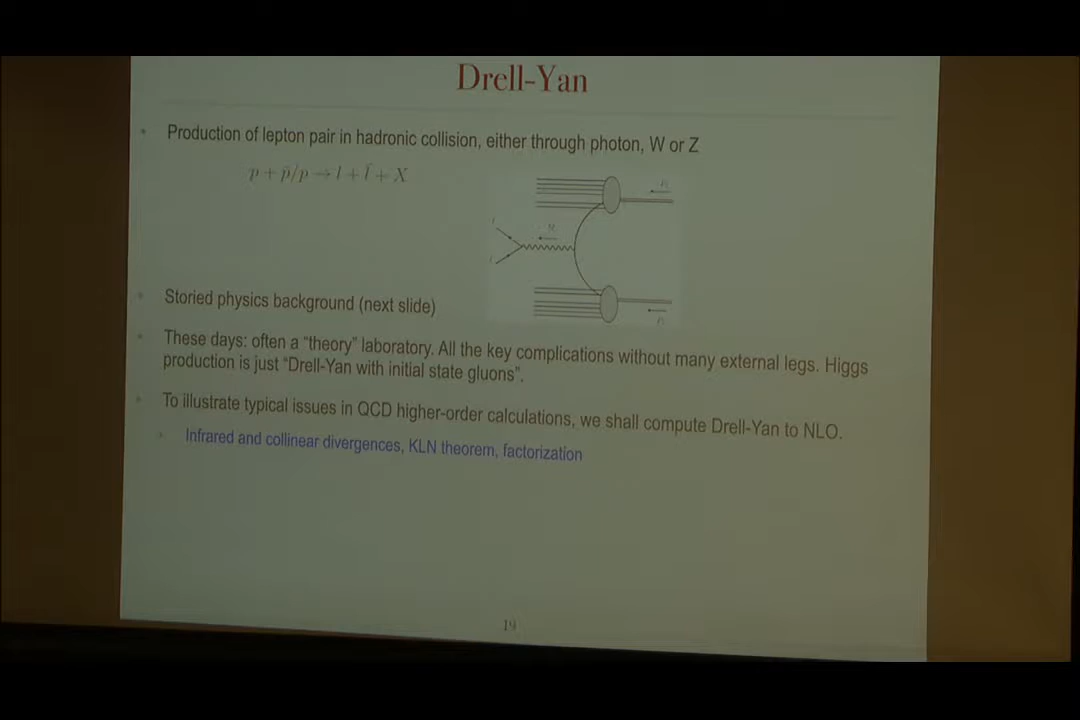 Drell-Yan
Production of lepton pair in hadronic collision, either through photon, W or Z
p + p̄/p → l + l̄ + X
Storied physics background (next slide)
These days: often a "theory" laboratory. All the key complications without many external legs. Higgs
production is just "Drell-Yan with initial state gluons".
To illustrate typical issues in QCD higher-order calculations, we shall compute Drell-Yan to NLO.
Infrared and collinear divergences, KLN theorem, factorization
19